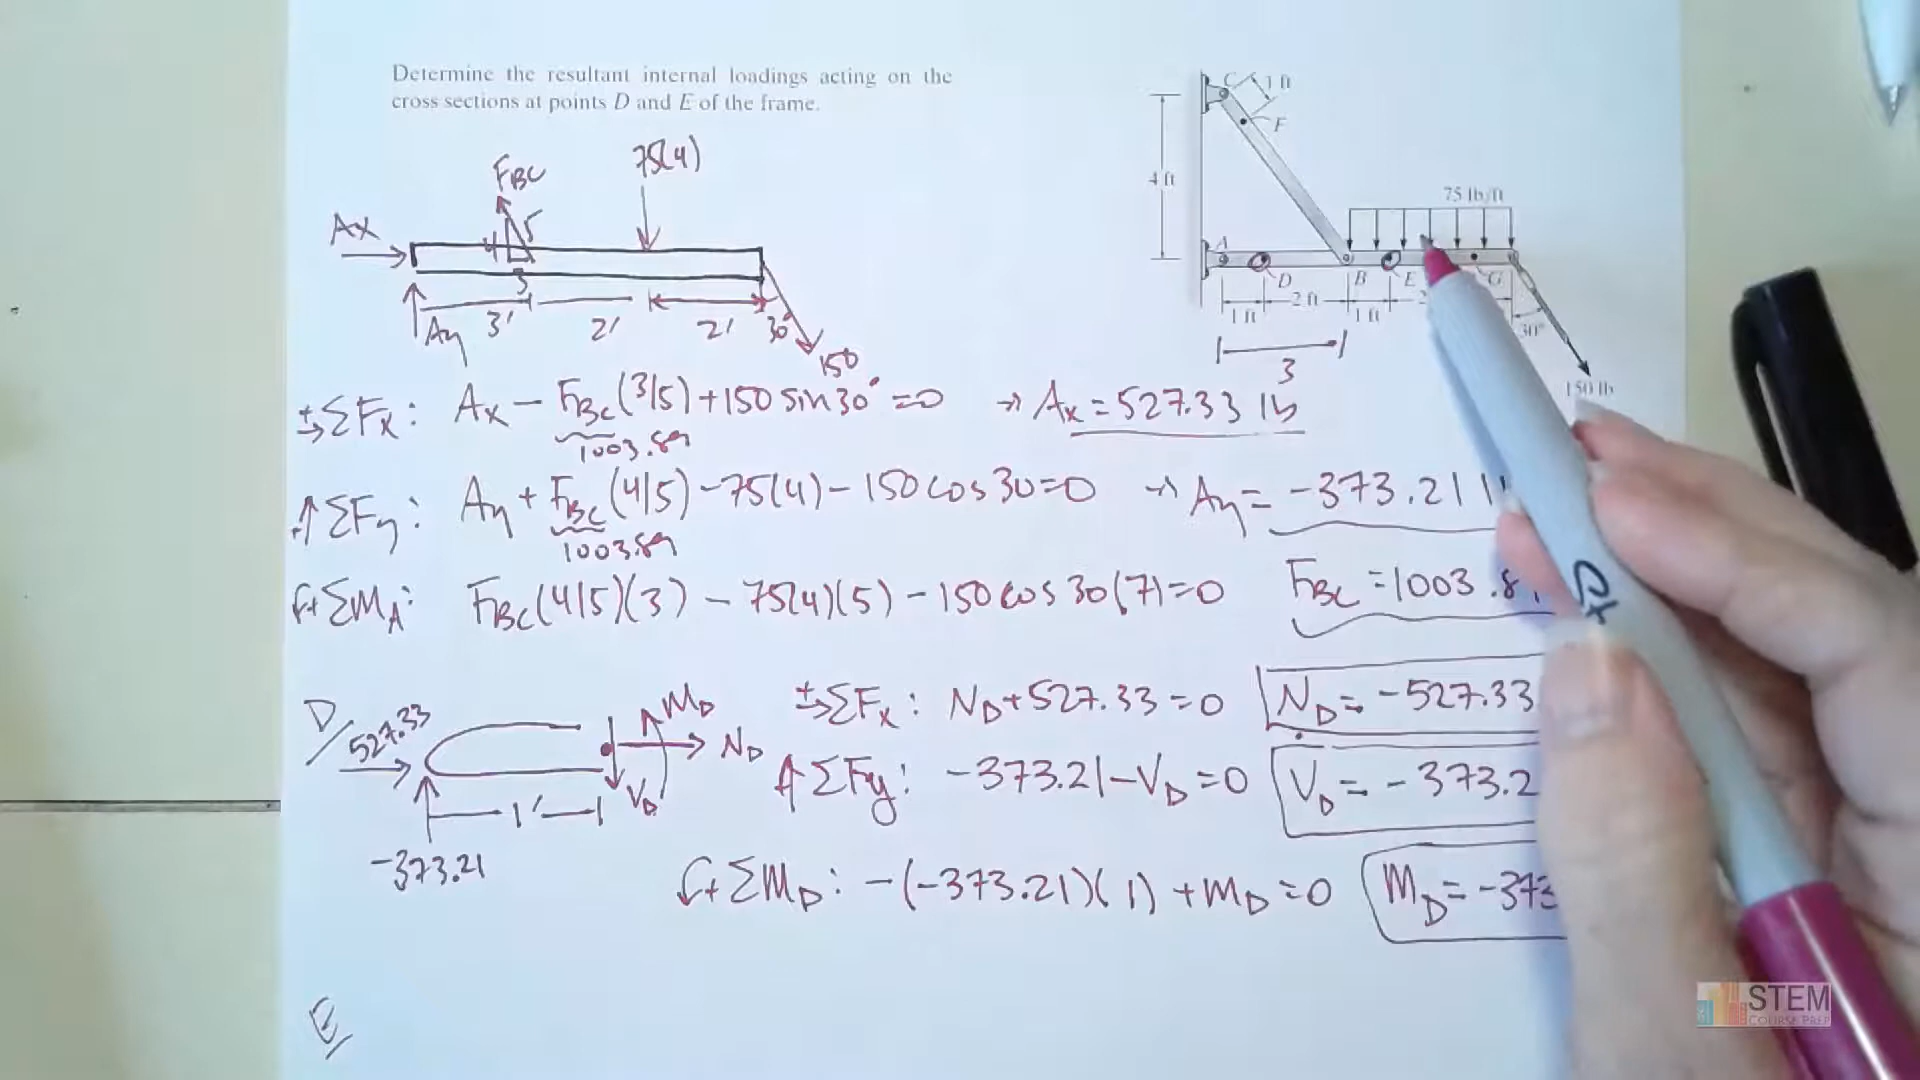 Determine the resultant internal loadings acting on the
cross sections at points D and E of the frame.
C 1 ft
F
4 ft
75 lb/ft
A
D B E G
1 ft 2 ft 1 ft
30°
150 lb
3
FBC 75(4)
Ax
4 5
3
Ay 3' 2' 2' 30°
150
+→ΣFx: Ax - FBC(3/5) + 150 sin30° = 0 → Ax = 527.33 lb
1003.89
+↑ΣFy: Ay + FBC(4/5) - 75(4) - 150 cos 30 = 0 → Ay = -373.21
1003.89
↶+ΣMA: FBC(4/5)(3) - 75(4)(5) - 150 cos 30(7) = 0 FBC = 1003.8
D/
527.33 MD
ND
VD
1'
-373.21
+→ΣFx: ND + 527.33 = 0 ND = -527.33
↑ΣFy: -373.21 - VD = 0 VD = -373.2
↶+ΣMD: -(-373.21)(1) + MD = 0 MD = -373
E
STEM
COURSE PREP